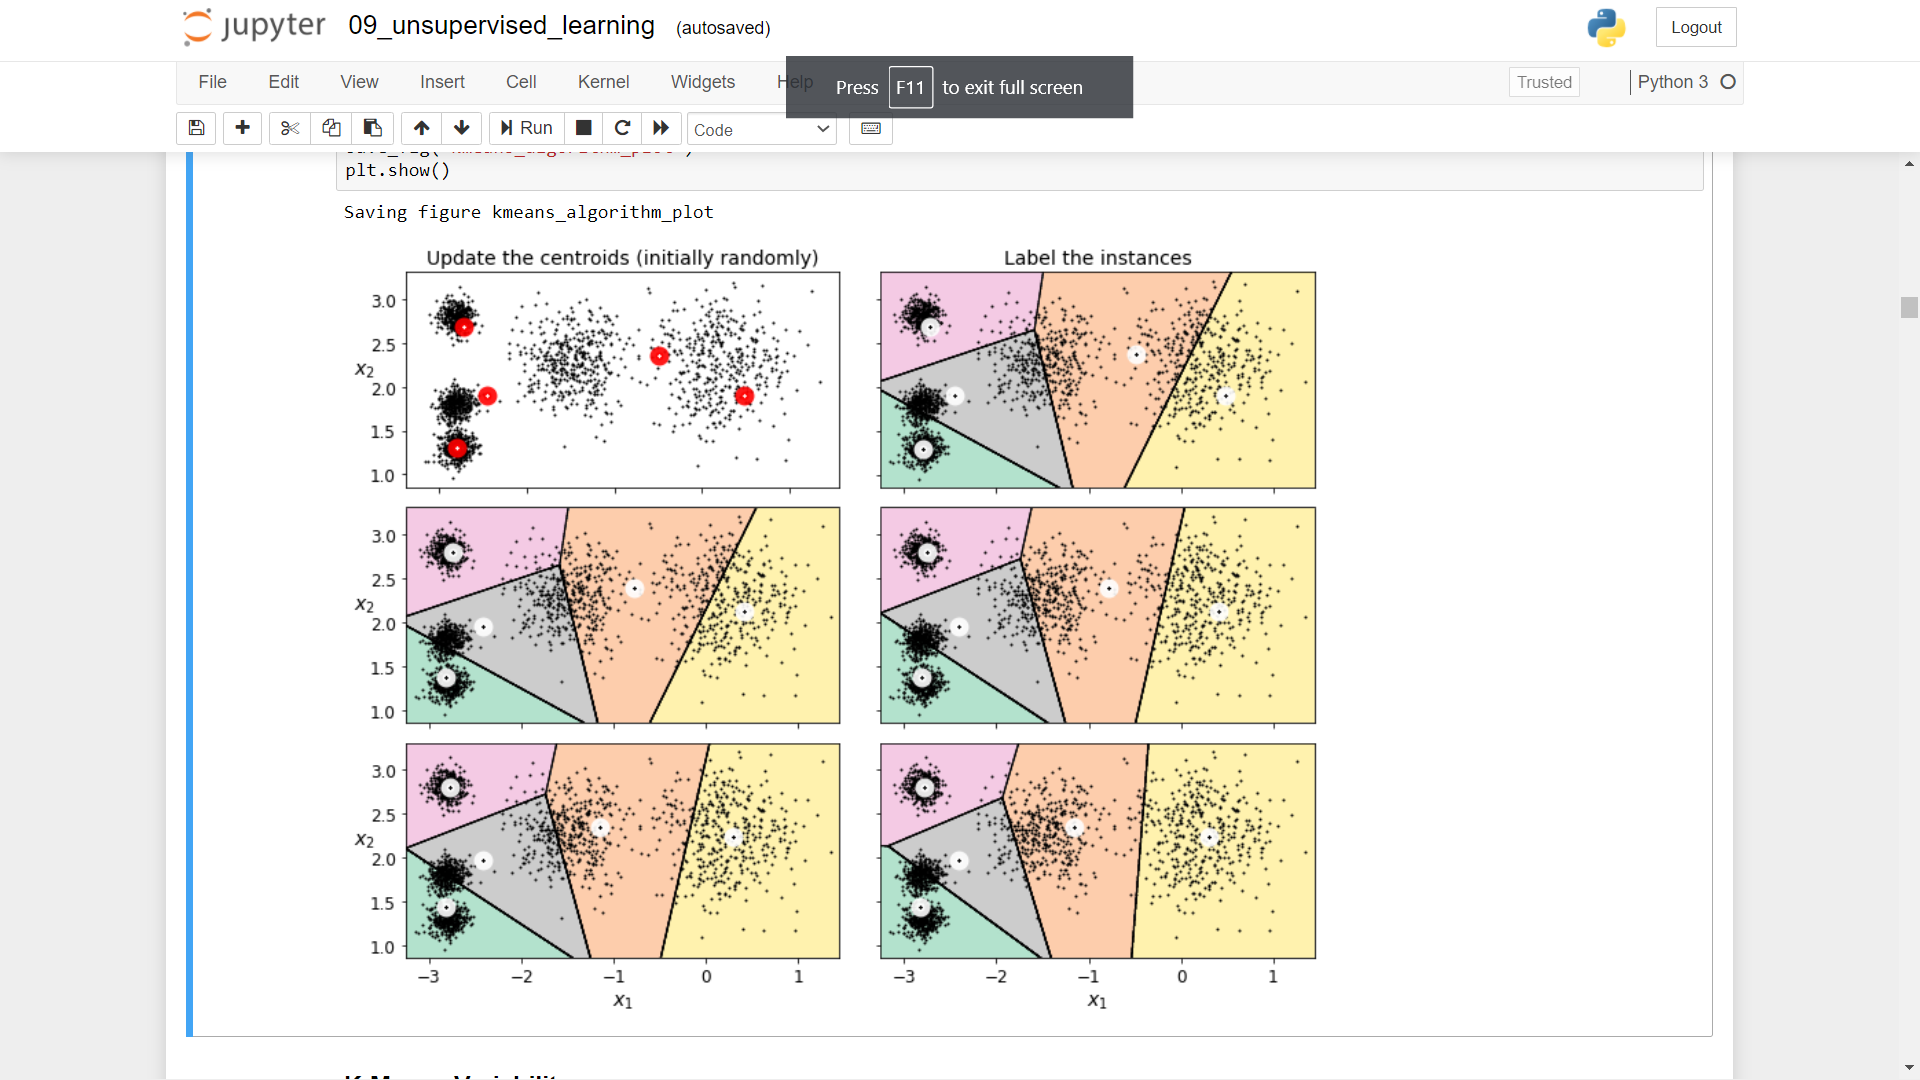 jupyter 09_unsupervised_learning (autosaved) Logout
File Edit View Insert Cell Kernel Widgets Help
Press F11 to exit full screen
Trusted Python 3
Run Code
plt.show()
Saving figure kmeans_algorithm_plot
Update the centroids (initially randomly)
Label the instances
3.0
2.5
x2
2.0
1.5
1.0
3.0
2.5
x2
2.0
1.5
1.0
3.0
2.5
x2
2.0
1.5
1.0
−3 −2 −1 0 1
x1
−3 −2 −1 0 1
x1